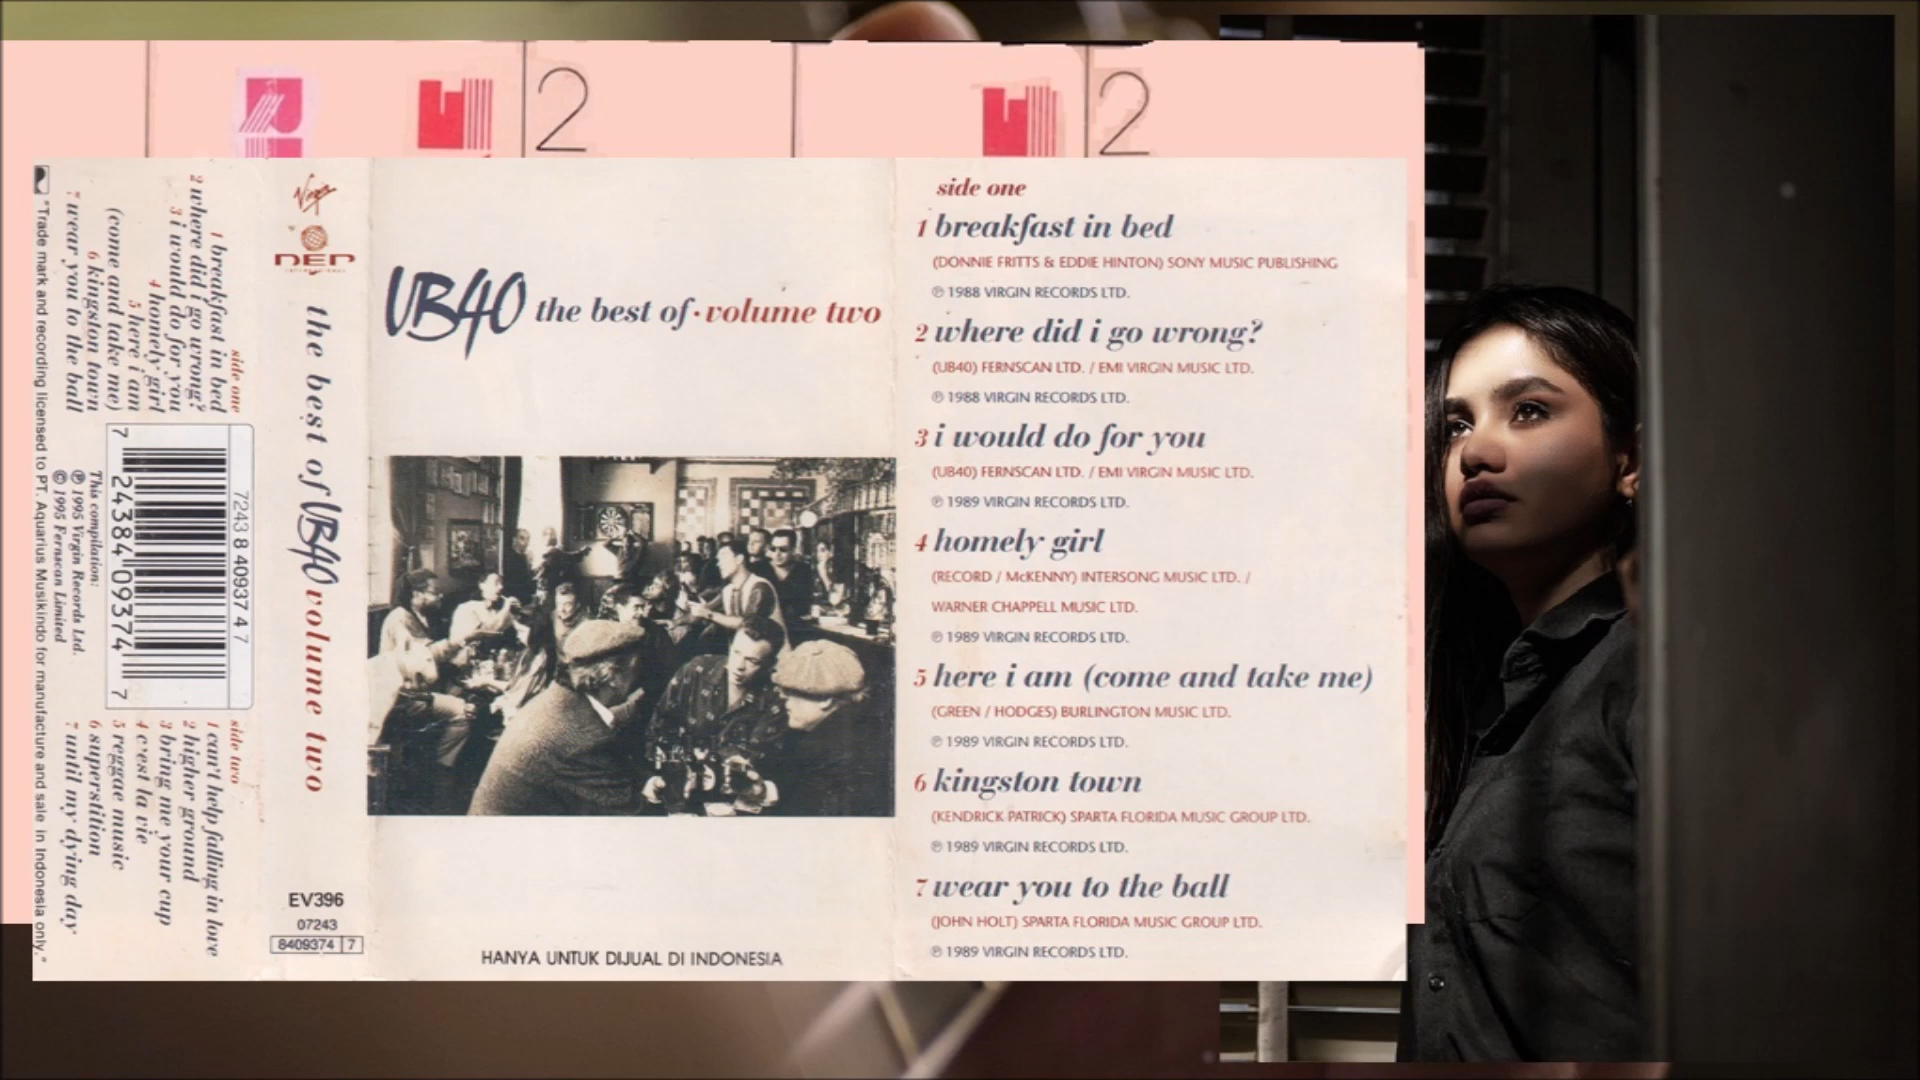 2
2
"Trade mark and recording licensed to PT. Aquarius Musikindo for manufacture and sale in Indonesia only."
side one
1 breakfast in bed
2 where did i go wrong?
3 i would do for you
4 homely girl
5 here i am
(come and take me)
6 kingston town
7 wear you to the ball
7243 8 40937 4 7
7 24384 09374 7
This compilation:
℗ 1995 Virgin Records Ltd.
© 1995 Fernscan Limited
side two
1 can't help falling in love
2 higher ground
3 bring me your cup
4 c'est la vie
5 reggae music
6 superstition
7 until my dying day
Virgin
DEP
the best of UB40 volume two
EV396
07243
8409374 7
UB40 the best of · volume two
HANYA UNTUK DIJUAL DI INDONESIA
side one
1 breakfast in bed
(DONNIE FRITTS & EDDIE HINTON) SONY MUSIC PUBLISHING
℗ 1988 VIRGIN RECORDS LTD.
2 where did i go wrong?
(UB40) FERNSCAN LTD. / EMI VIRGIN MUSIC LTD.
℗ 1988 VIRGIN RECORDS LTD.
3 i would do for you
(UB40) FERNSCAN LTD. / EMI VIRGIN MUSIC LTD.
℗ 1989 VIRGIN RECORDS LTD.
4 homely girl
(RECORD / McKENNY) INTERSONG MUSIC LTD. /
WARNER CHAPPELL MUSIC LTD.
℗ 1989 VIRGIN RECORDS LTD.
5 here i am (come and take me)
(GREEN / HODGES) BURLINGTON MUSIC LTD.
℗ 1989 VIRGIN RECORDS LTD.
6 kingston town
(KENDRICK PATRICK) SPARTA FLORIDA MUSIC GROUP LTD.
℗ 1989 VIRGIN RECORDS LTD.
7 wear you to the ball
(JOHN HOLT) SPARTA FLORIDA MUSIC GROUP LTD.
℗ 1989 VIRGIN RECORDS LTD.